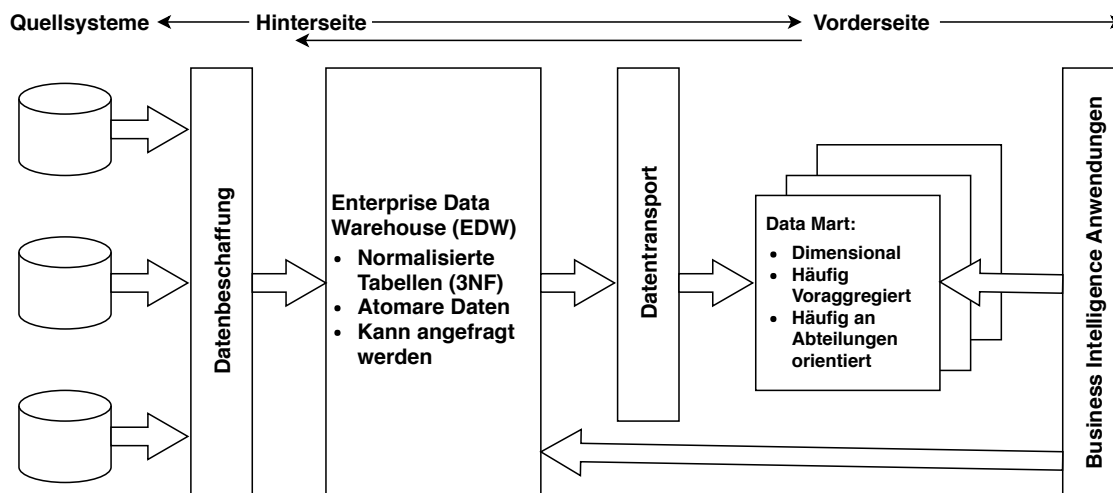 Quellsysteme
Hinterseite
Vorderseite
Datenbeschaffung
Enterprise Data
Warehouse (EDW)
• Normalisierte
Tabellen (3NF)
• Atomare Daten
• Kann angefragt
werden
Datentransport
Data Mart:
• Dimensional
• Häufig
Voraggregiert
• Häufig an
Abteilungen
orientiert
Business Intelligence Anwendungen